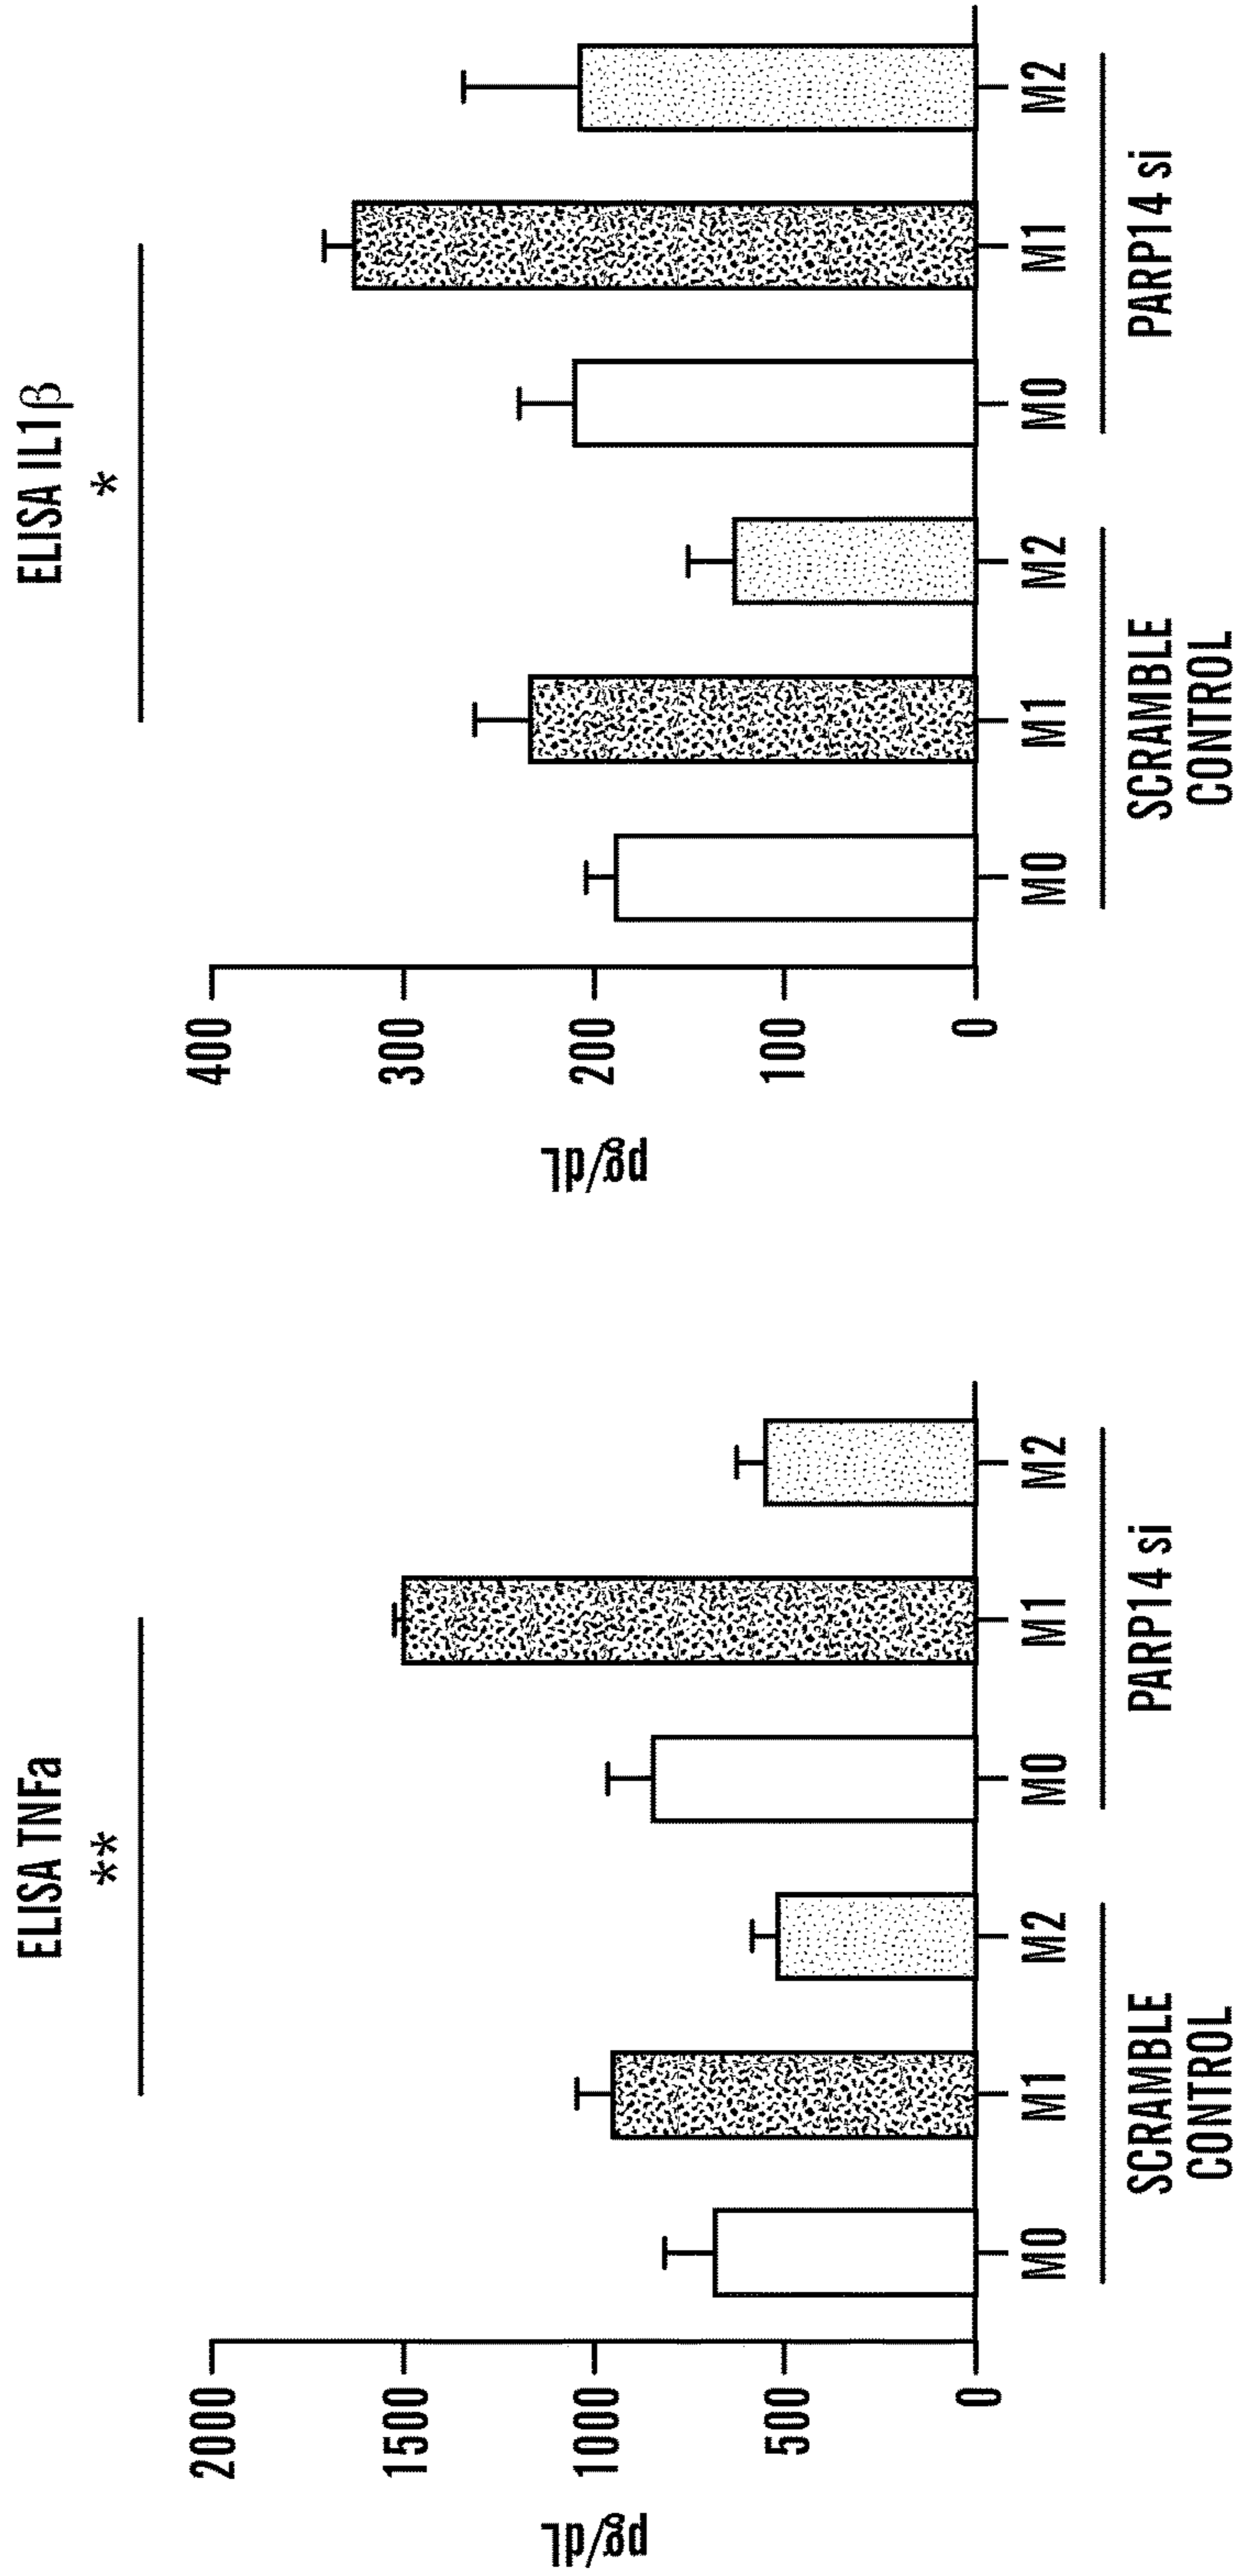 ELISA TNFa
**
pg/dL
2000
1500
1000
500
0
M0
M1
M2
M0
M1
M2
SCRAMBLE
CONTROL
PARP14 si
ELISA IL1β
*
pg/dL
400
300
200
100
0
M0
M1
M2
M0
M1
M2
SCRAMBLE
CONTROL
PARP14 si